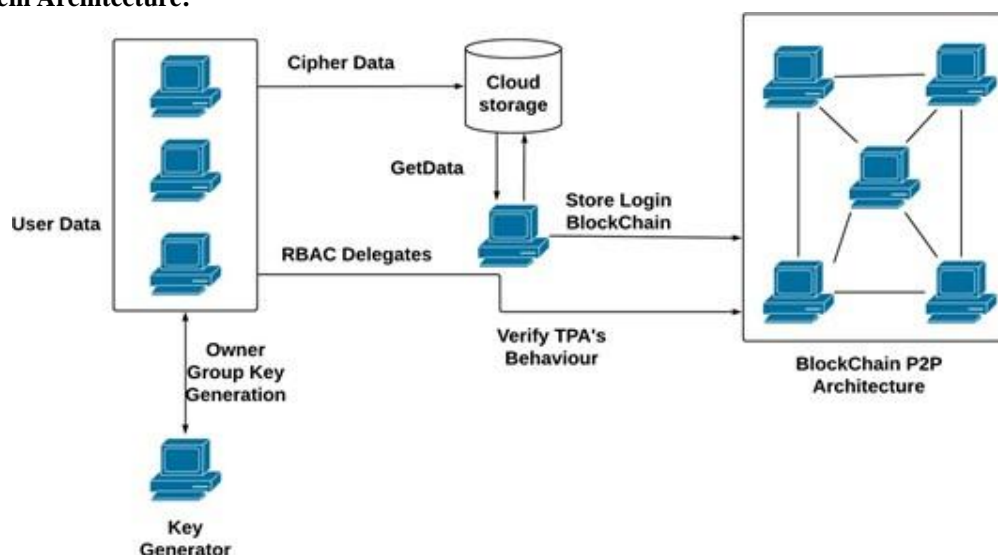 Architecture:
Cipher Data
Cloud
storage
GetData
User Data
Store Login
BlockChain
RBAC Delegates
Verify TPA's
Behaviour
Owner
Group Key
Generation
BlockChain P2P
Architecture
Key
Generator